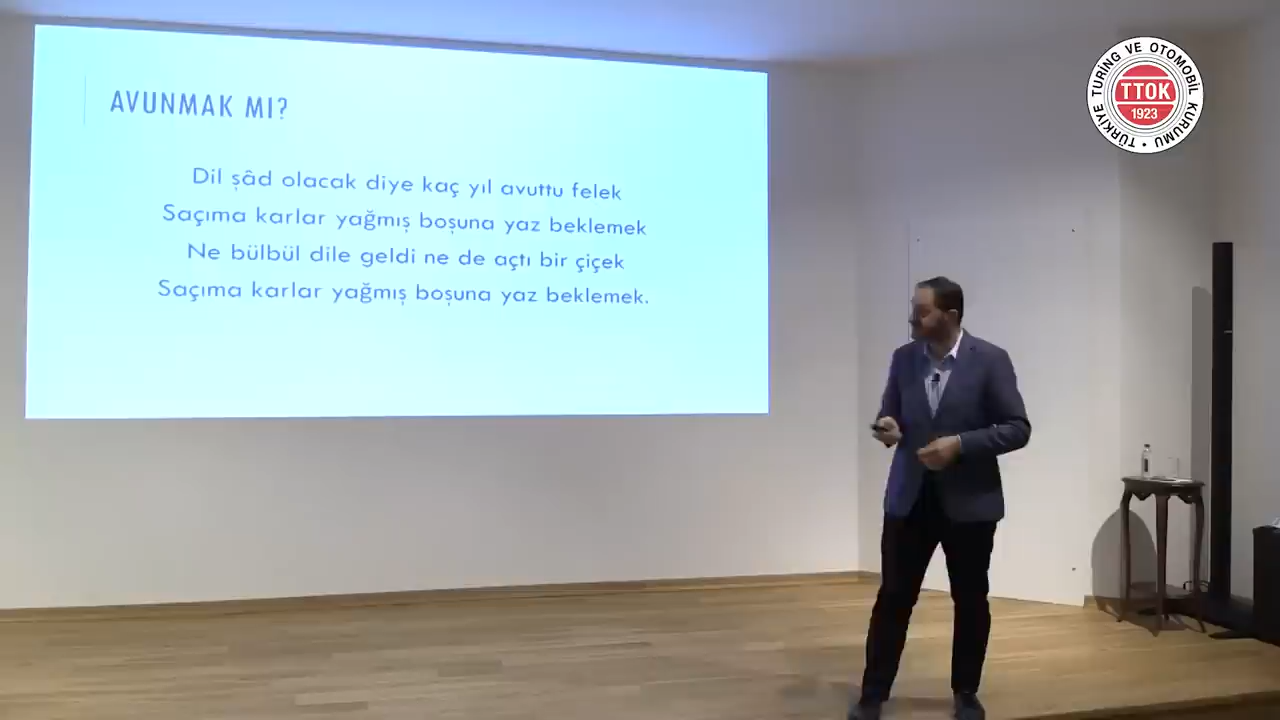 AVUNMAK MI?
Dil şâd olacak diye kaç yıl avuttu felek
Saçıma karlar yağmış boşuna yaz beklemek
Ne bülbül dile geldi ne de açtı bir çiçek
Saçıma karlar yağmış boşuna yaz beklemek.
TÜRKİYE TURİNG VE OTOMOBİL KURUMU •
TTOK
1923